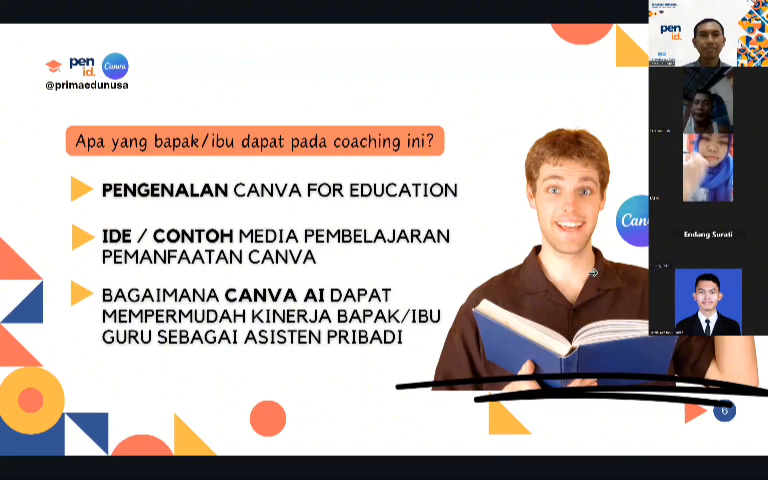 pen
id.
Canva
@primaedunusa
Apa yang bapak/ibu dapat pada coaching ini?
PENGENALAN CANVA FOR EDUCATION
IDE / CONTOH MEDIA PEMBELAJARAN
PEMANFAATAN CANVA
BAGAIMANA CANVA AI DAPAT
MEMPERMUDAH KINERJA BAPAK/IBU
GURU SEBAGAI ASISTEN PRIBADI
6
pen
id.
Endang Surati